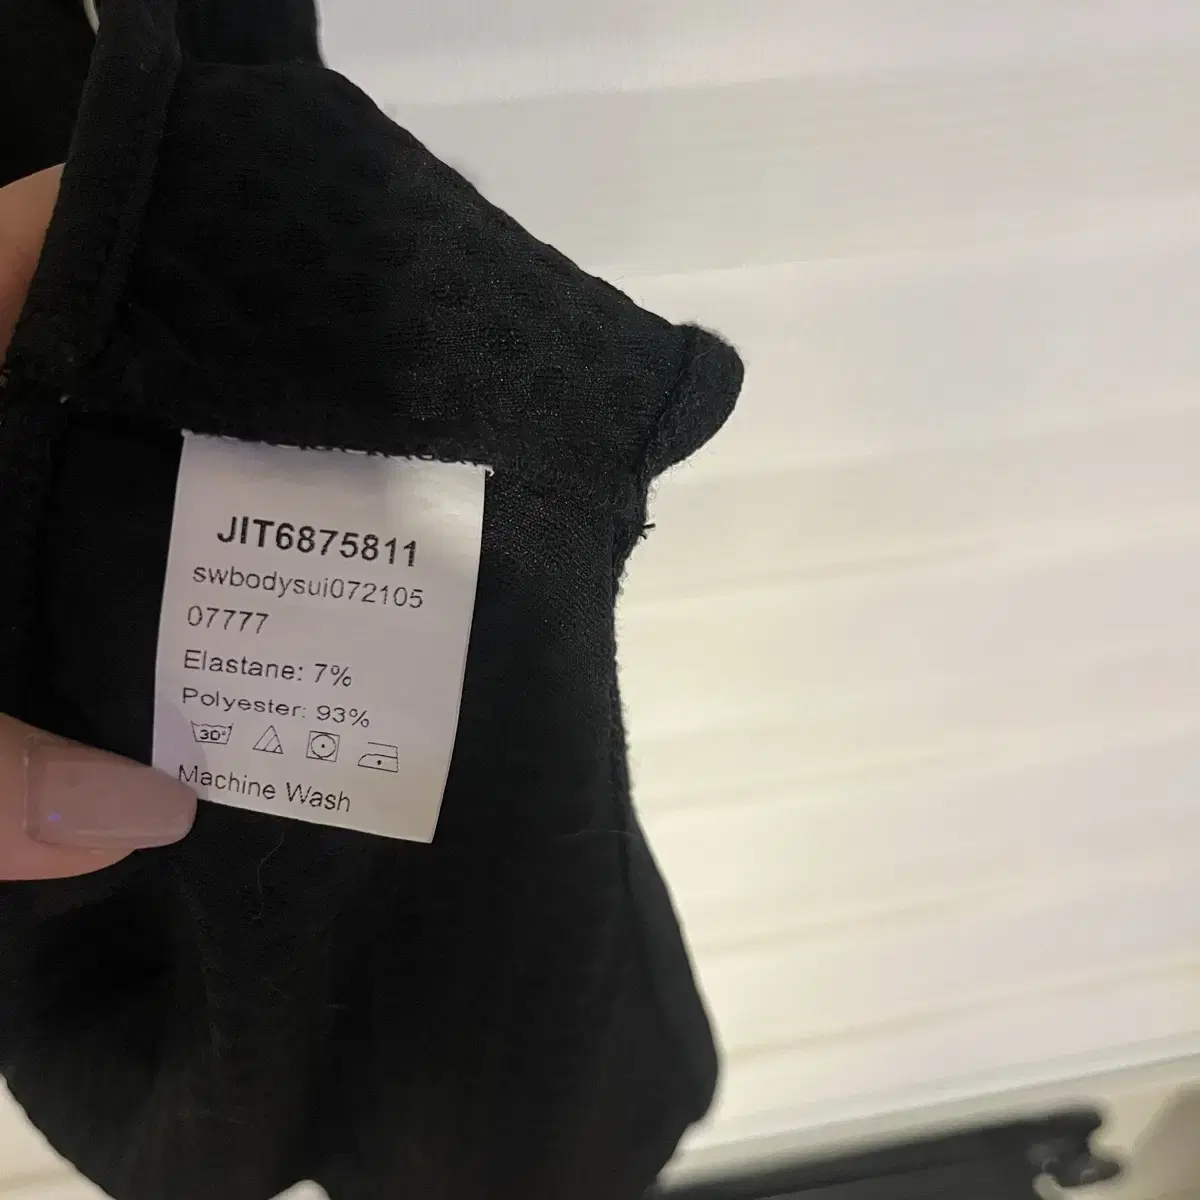 JIT6875811
swbodysui072105
07777
Elastane: 7%
Polyester: 93%
30°
Machine Wash